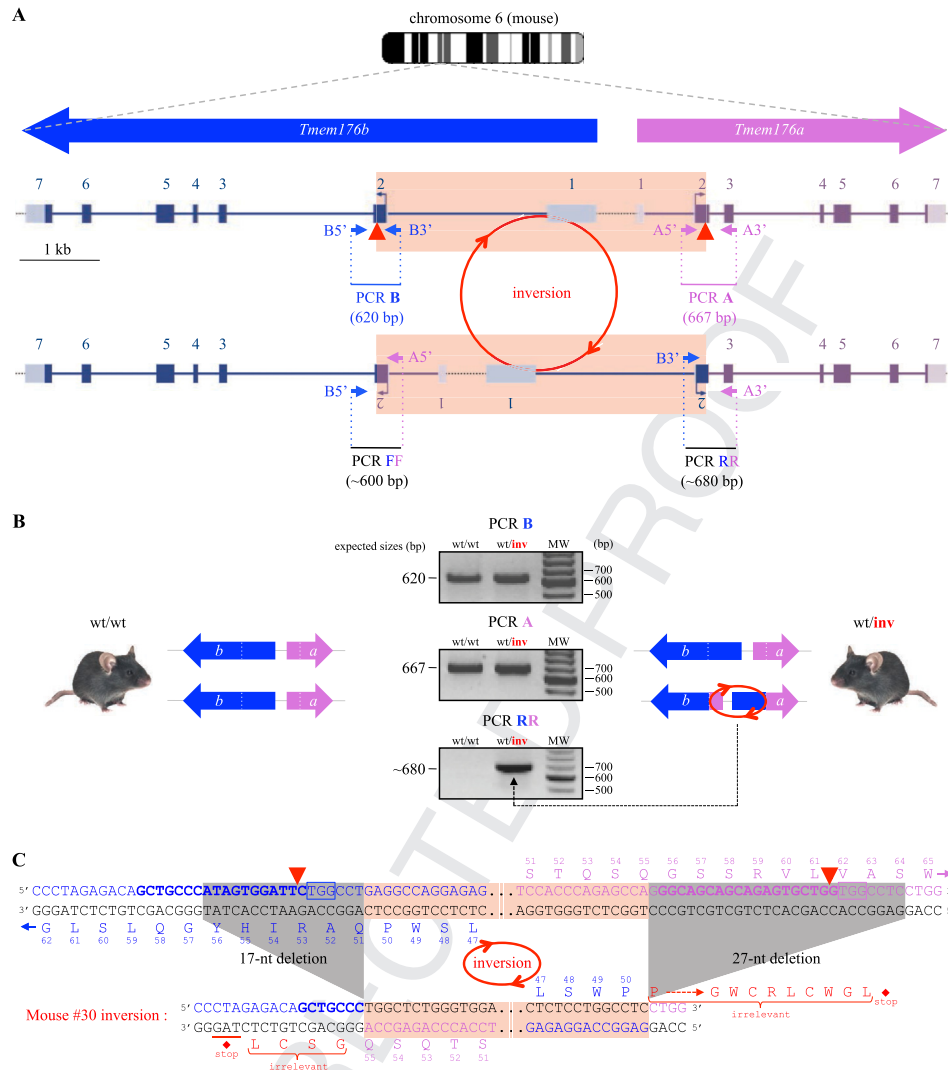 A
chromosome 6 (mouse)
Tmem176b Tmem176a
7 6 5 4 3 2 1 1 2 3 4 5 6 7
B5' B3' A5' A3'
1 kb
PCR B PCR A
(620 bp) (667 bp)
inversion
7 6 5 4 3 A5' B3' 3 4 5 6 7
B5' 2 1 1 2 A3'
PCR FF PCR RR
(~600 bp) (~680 bp)
B
PCR B
expected sizes (bp) wt/wt wt/inv MW (bp)
620 700
600
500
PCR A
wt/wt wt/inv MW
667 700
600
500
PCR RR
wt/wt wt/inv MW
~680 700
600
500
wt/wt wt/inv
b a b a
b a b a
C
51 52 53 54 55 56 57 58 59 60 61 62 63 64 65
S T Q S Q G S S R V L V A S W
5' CCCTAGAGACAGCTGCCCATAGTGGATTCTGGCCTGAGGCCAGGAGAG...TCCACCCAGAGCCAGGGCAGCAGCAGAGTGCTGGTGGCCTCCTGG
3' GGGATCTCTGTCGACGGGTATCACCTAAGACCGGACTCCGGTCCTCTC...AGGTGGGTCTCGGTCCCGTCGTCGTCTCACGACCACCGGAGGACC 5'
G L S L Q G Y H I R A Q P W S L
62 61 60 59 58 57 56 55 54 53 52 51 50 49 48 47
17-nt deletion inversion 27-nt deletion
47 48 49 50
L S W P P G W C R L C W G L stop
irrelevant
Mouse #30 inversion :
5' CCCTAGAGACAGCTGCCCTGGCTCTGGGTGGA...CTCTCCTGGCCTCCTGG 3'
3' GGGATCTCTGTCGACGGGACCGAGACCCACCT...GAGAGGACCGGAGGACC 5'
stop L C S G Q S Q T S
irrelevant 55 54 53 52 51
UNCORRECTED PROOF